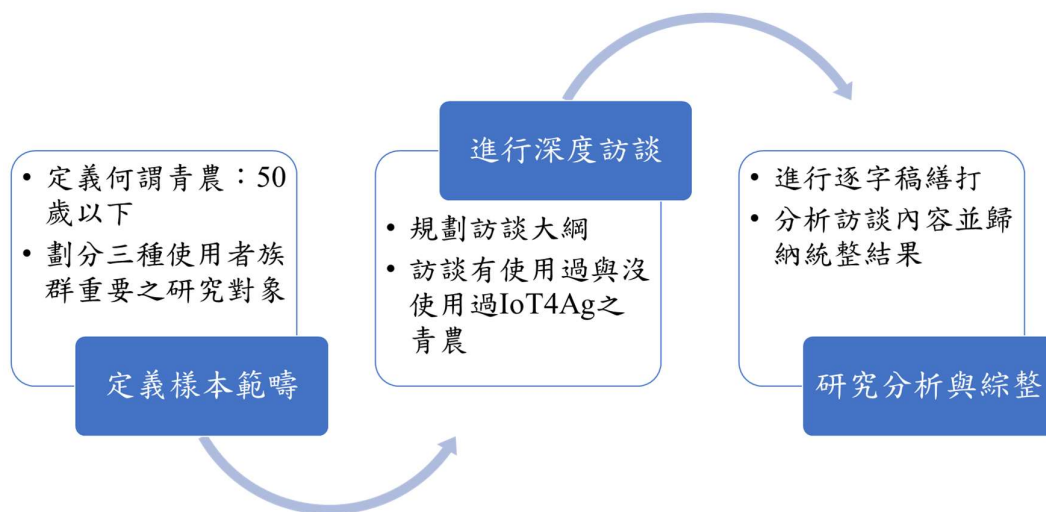 • 定義何謂青農：50
歲以下
• 劃分三種使用者族
群重要之研究對象
定義樣本範疇
進行深度訪談
• 規劃訪談大綱
• 訪談有使用過與沒
使用過IoT4Ag之
青農
• 進行逐字稿繕打
• 分析訪談內容並歸
納統整結果
研究分析與綜整